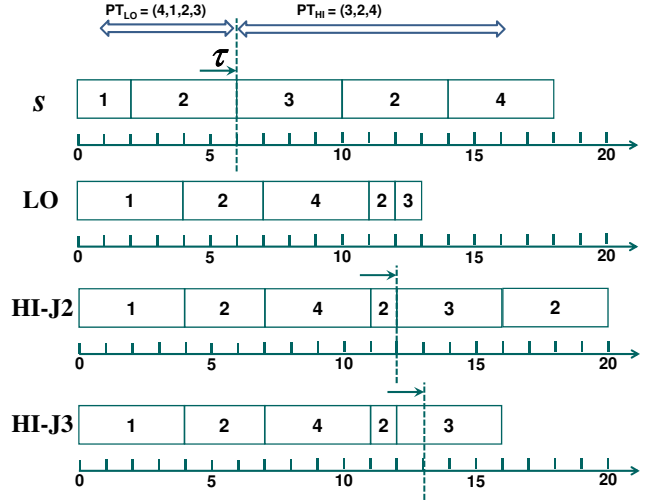 PT_LO = (4,1,2,3) PT_HI = (3,2,4)
τ
S 1 2 3 2 4
0 5 10 15 20
LO 1 2 4 2 3
0 5 10 15 20
HI-J2 1 2 4 2 3 2
0 5 10 15 20
HI-J3 1 2 4 2 3
0 5 10 15 20